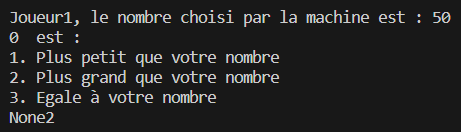 Joueur1, le nombre choisi par la machine est : 50
0  est :
1. Plus petit que votre nombre
2. Plus grand que votre nombre
3. Egale à votre nombre
None2